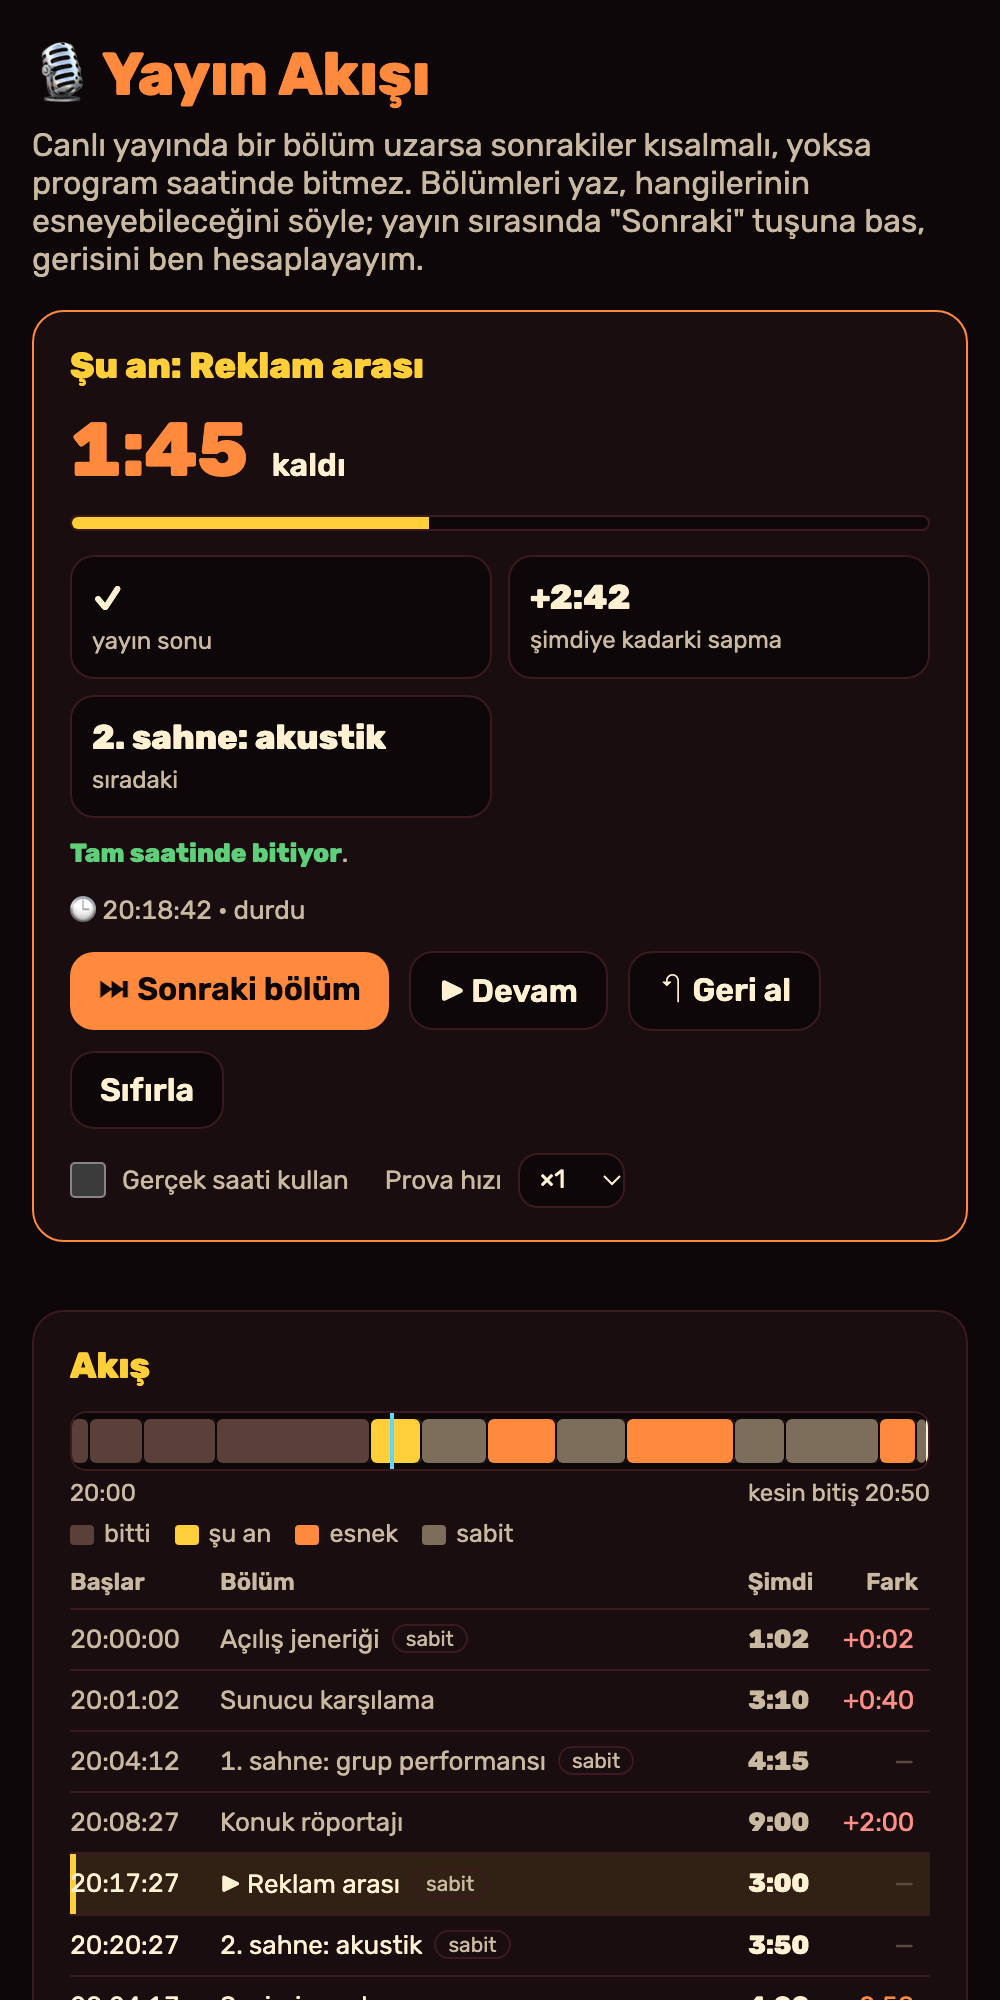 Yayın Akışı
Canlı yayında bir bölüm uzarsa sonrakiler kısalmalı, yoksa
program saatinde bitmez. Bölümleri yaz, hangilerinin
esneyebileceğini söyle; yayın sırasında "Sonraki" tuşuna bas,
gerisini ben hesaplayayım.
Şu an: Reklam arası
1:45 kaldı
✓ 
yayın sonu
+2:42
şimdiye kadarki sapma
2. sahne: akustik
sıradaki
Tam saatinde bitiyor.
20:18:42 • durdu
⏭ Sonraki bölüm
▶ Devam
↶ Geri al
Sıfırla
Gerçek saati kullan Prova hızı ×1
Akış
20:00 kesin bitiş 20:50
bitti şu an esnek sabit
Başlar Bölüm Şimdi Fark
20:00:00 Açılış jeneriği sabit 1:02 +0:02
20:01:02 Sunucu karşılama 3:10 +0:40
20:04:12 1. sahne: grup performansı sabit 4:15 –
20:08:27 Konuk röportajı 9:00 +2:00
20:17:27 ▶ Reklam arası sabit 3:00 –
20:20:27 2. sahne: akustik sabit 3:50 –